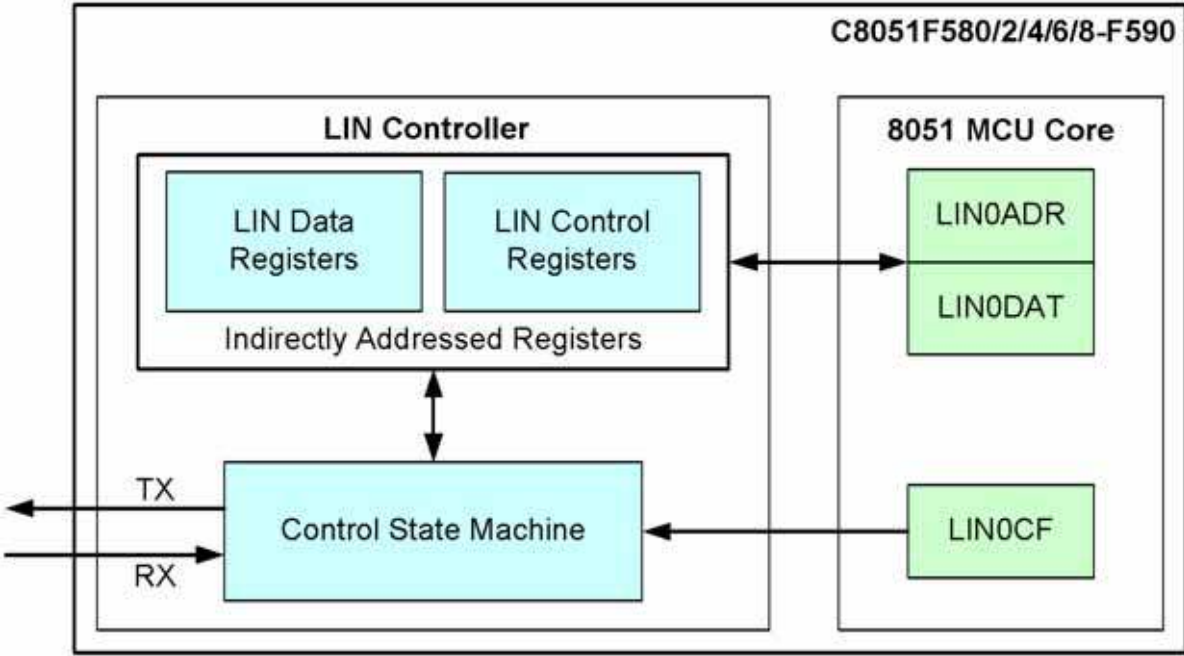 C8051F580/2/4/6/8-F590
LIN Controller
8051 MCU Core
LIN Data
Registers
LIN Control
Registers
Indirectly Addressed Registers
LIN0ADR
LIN0DAT
TX
RX
Control State Machine
LIN0CF